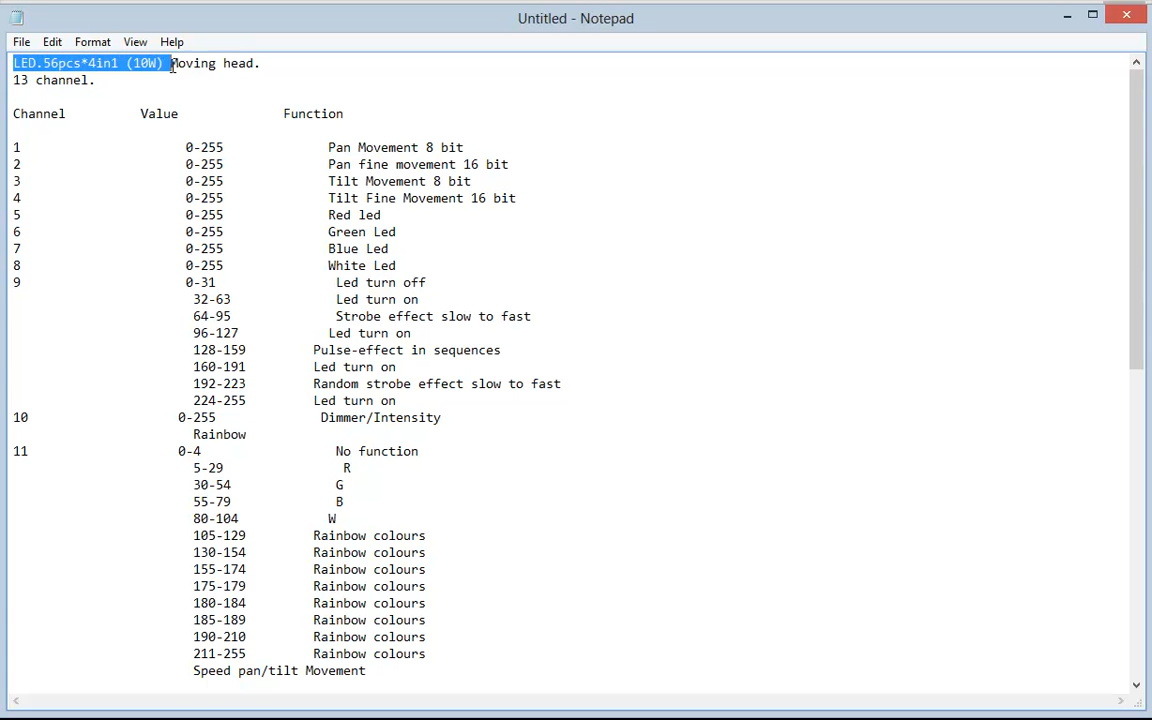 Untitled - Notepad
File Edit Format View Help
LED.56pcs*4in1 (10W) Moving head.
13 channel.
Channel Value Function
1 0-255 Pan Movement 8 bit
2 0-255 Pan fine movement 16 bit
3 0-255 Tilt Movement 8 bit
4 0-255 Tilt Fine Movement 16 bit
5 0-255 Red led
6 0-255 Green Led
7 0-255 Blue Led
8 0-255 White Led
9 0-31 Led turn off
32-63 Led turn on
64-95 Strobe effect slow to fast
96-127 Led turn on
128-159 Pulse-effect in sequences
160-191 Led turn on
192-223 Random strobe effect slow to fast
224-255 Led turn on
10 0-255 Dimmer/Intensity
Rainbow
11 0-4 No function
5-29 R
30-54 G
55-79 B
80-104 W
105-129 Rainbow colours
130-154 Rainbow colours
155-174 Rainbow colours
175-179 Rainbow colours
180-184 Rainbow colours
185-189 Rainbow colours
190-210 Rainbow colours
211-255 Rainbow colours
Speed pan/tilt Movement